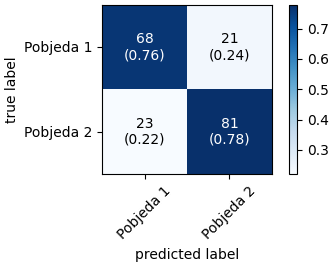 true label
Pobjeda 1
68
(0.76)
21
(0.24)
Pobjeda 2
23
(0.22)
81
(0.78)
Pobjeda 1
Pobjeda 2
predicted label
0.7
0.6
0.5
0.4
0.3